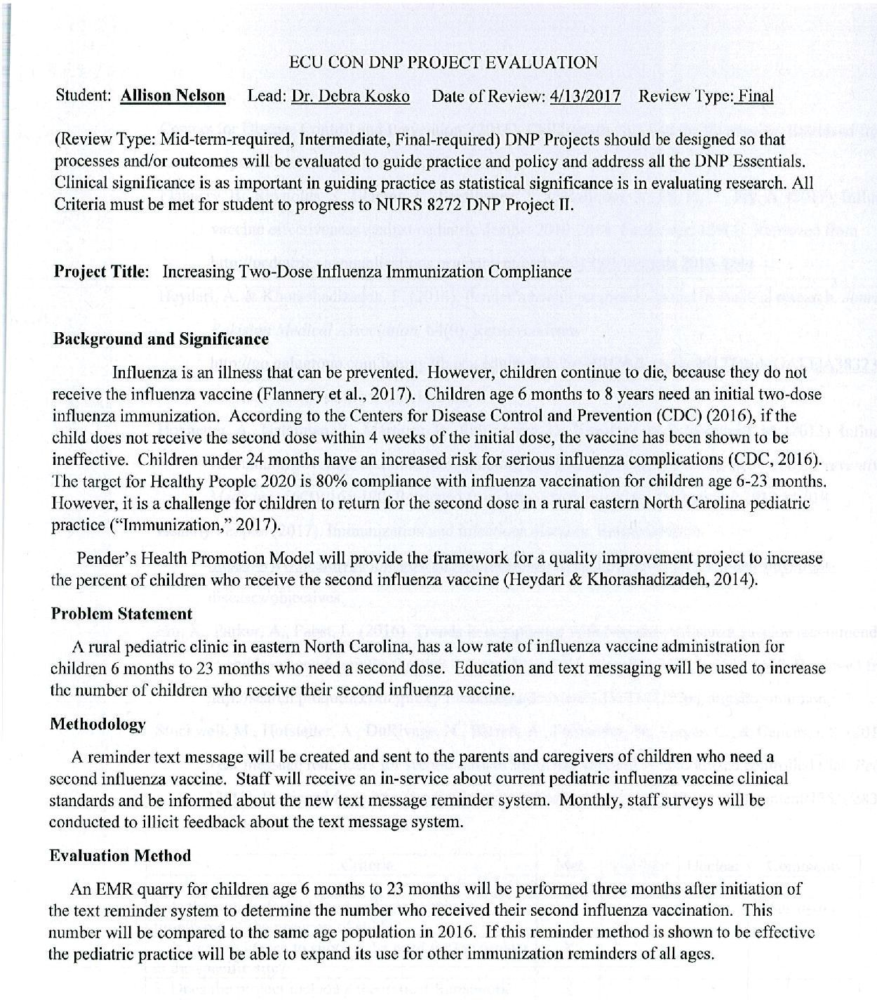 ECU CON DNP PROJECT EVALUATION
Student: Allison Nelson Lead: Dr. Debra Kosko Date of Review: 4/13/2017 Review Type: Final
(Review Type: Mid-term-required, Intermediate, Final-required) DNP Projects should be designed so that
processes and/or outcomes will be evaluated to guide practice and policy and address all the DNP Essentials.
Clinical significance is as important in guiding practice as statistical significance is in evaluating research. All
Criteria must be met for student to progress to NURS 8272 DNP Project II.
Project Title: Increasing Two-Dose Influenza Immunization Compliance
Background and Significance
Influenza is an illness that can be prevented. However, children continue to die, because they do not
receive the influenza vaccine (Flannery et al., 2017). Children age 6 months to 8 years need an initial two-dose
influenza immunization. According to the Centers for Disease Control and Prevention (CDC) (2016), if the
child does not receive the second dose within 4 weeks of the initial dose, the vaccine has been shown to be
ineffective. Children under 24 months have an increased risk for serious influenza complications (CDC, 2016).
The target for Healthy People 2020 is 80% compliance with influenza vaccination for children age 6-23 months.
However, it is a challenge for children to return for the second dose in a rural eastern North Carolina pediatric
practice (“Immunization,” 2017).
Pender’s Health Promotion Model will provide the framework for a quality improvement project to increase
the percent of children who receive the second influenza vaccine (Heydari & Khorashadizadeh, 2014).
Problem Statement
A rural pediatric clinic in eastern North Carolina, has a low rate of influenza vaccine administration for
children 6 months to 23 months who need a second dose. Education and text messaging will be used to increase
the number of children who receive their second influenza vaccine.
Methodology
A reminder text message will be created and sent to the parents and caregivers of children who need a
second influenza vaccine. Staff will receive an in-service about current pediatric influenza vaccine clinical
standards and be informed about the new text message reminder system. Monthly, staff surveys will be
conducted to illicit feedback about the text message system.
Evaluation Method
An EMR quarry for children age 6 months to 23 months will be performed three months after initiation of
the text reminder system to determine the number who received their second influenza vaccination. This
number will be compared to the same age population in 2016. If this reminder method is shown to be effective
the pediatric practice will be able to expand its use for other immunization reminders of all ages.